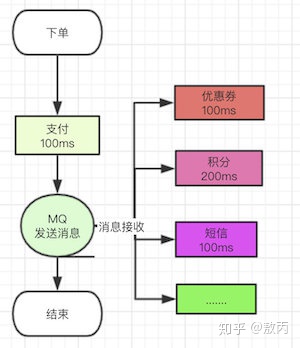 下单
支付
100ms
MQ
发送消息
消息接收
优惠券
100ms
积分
200ms
短信
100ms
.......
结束
知乎 @敖丙